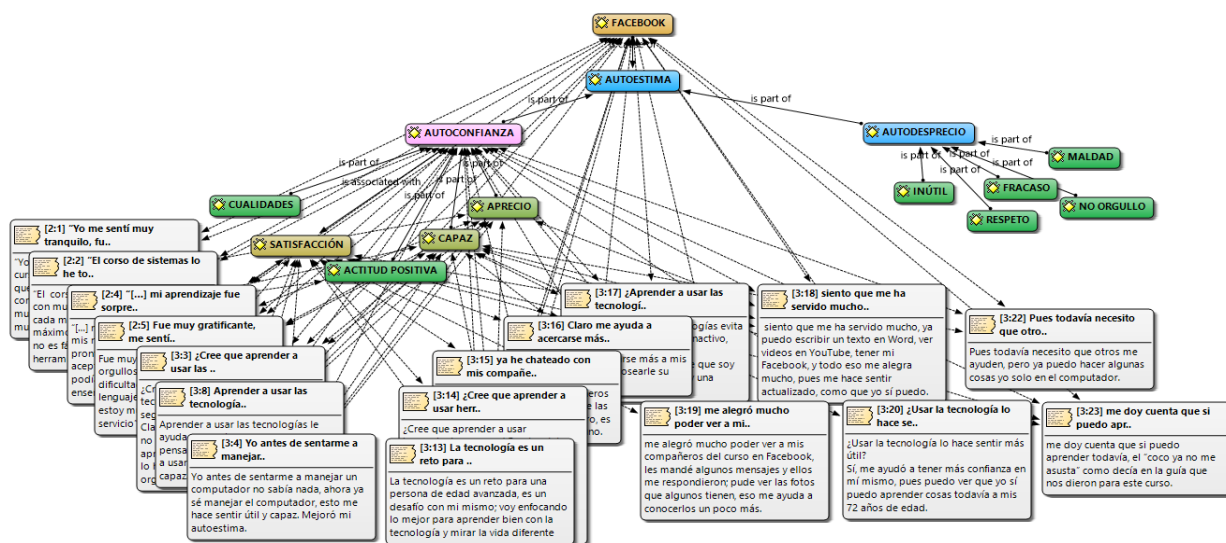 FACEBOOK
AUTOESTIMA
is part of
is part of
AUTOCONFIANZA
AUTODESPRECIO
is part of
is part of
is part of
is part of
is part of
is part of
MALDAD
is associated with
is part of
is part of
INÚTIL
FRACASO
CUALIDADES
APRECIO
RESPETO
NO ORGULLO
[2:1] "Yo me sentí muy
tranquilo, fu..
SATISFACCIÓN
CAPAZ
ACTITUD POSITIVA
[2:2] "El corso de sistemas lo
he to..
[2:4] "[...] mi aprendizaje fue
sorpre..
[2:5] Fue muy gratificante,
me sentí..
[3:3] ¿Cree que aprender a
usar las ..
[3:8] Aprender a usar las
tecnología..
Aprender a usar las tecnologías le
[3:4] Yo antes de sentarme a
manejar..
Yo antes de sentarme a manejar un
computador no sabía nada, ahora ya
sé manejar el computador, esto me
hace sentir útil y capaz. Mejoró mi
autoestima.
[3:17] ¿Aprender a usar las
tecnologí..
[3:16] Claro me ayuda a
acercarse más..
[3:15] ya he chateado con
mis compañe..
[3:14] ¿Cree que aprender a
usar herr..
¿Cree que aprender a usar
[3:13] La tecnología es un
reto para ..
La tecnología es un reto para una
persona de edad avanzada, es un
desafío con mi mismo; voy enfocando
lo mejor para aprender bien con la
tecnología y mirar la vida diferente
[3:18] siento que me ha
servido mucho..
siento que me ha servido mucho, ya
puedo escribir un texto en Word, ver
videos en YouTube, tener mi
Facebook, y todo eso me alegra
mucho, pues me hace sentir
actualizado, como que yo sí puedo.
[3:22] Pues todavía necesito
que otro..
Pues todavía necesito que otros me
ayuden, pero ya puedo hacer algunas
cosas yo solo en el computador.
[3:19] me alegró mucho
poder ver a mi..
me alegró mucho poder ver a mis
compañeros del curso en Facebook,
les mandé algunos mensajes y ellos
me respondieron; pude ver las fotos
que algunos tienen, eso me ayuda a
conocerlos un poco más.
[3:20] ¿Usar la tecnología lo
hace se..
¿Usar la tecnología lo hace sentir más
útil?
Sí, me ayudó a tener más confianza en
mí mismo, pues puedo ver que yo sí
puedo aprender cosas todavía a mis
72 años de edad.
[3:23] me doy cuenta que si
puedo apr..
me doy cuenta que si puedo
aprender todavía, el "coco ya no me
asusta" como decía en la guía que
nos dieron para este curso.